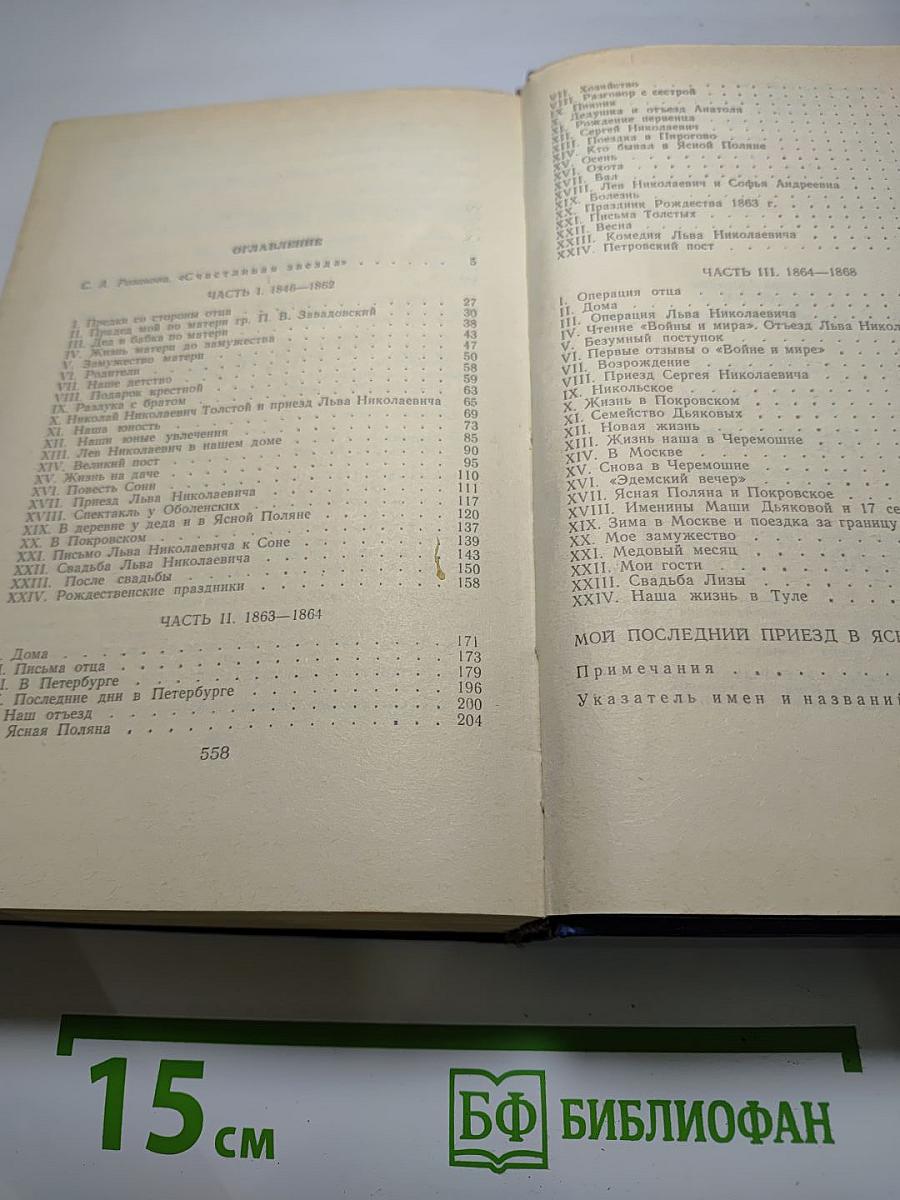 ОГЛАВЛЕНИЕ
С. А. Розанова. «Счастливая звезда» . . . . . . . 5
ЧАСТЬ I. 1846—1862
I. Предки со стороны отца . . . . . . . 27
II. Прадед мой по матери гр. П. В. Завадовский . . . . 30
III. Дед и бабка по матери . . . . . . . 38
IV. Жизнь матери до замужества . . . . . . . 43
V. Замужество матери . . . . . . . 47
VI. Родители . . . . . . . 50
VII. Наше детство . . . . . . . 58
VIII. Подарок крестной . . . . . . . 59
IX. Разлука с братом . . . . . . . 63
X. Николай Николаевич Толстой и приезд Льва Николаевича 65
XI. Наша юность . . . . . . . 69
XII. Наши юные увлечения . . . . . . . 73
XIII. Лев Николаевич в нашем доме . . . . . . . 85
XIV. Великий пост . . . . . . . 90
XV. Жизнь на даче . . . . . . . 95
XVI. Повесть Сони . . . . . . . 110
XVII. Приезд Льва Николаевича . . . . . . . 111
XVIII. Спектакль у Оболенских . . . . . . . 117
XIX. В деревне у деда и в Ясной Поляне . . . . . . . 120
XX. В Покровском . . . . . . . 137
XXI. Письмо Льва Николаевича к Соне . . . . . . . 139
XXII. Свадьба Льва Николаевича . . . . . . . 143
XXIII. После свадьбы . . . . . . . 150
XXIV. Рождественские праздники . . . . . . . 158
ЧАСТЬ II. 1863—1864
. Дома . . . . . . . 171
I. Письма отца . . . . . . . 173
I. В Петербурге . . . . . . . 179
. Последние дни в Петербурге . . . . . . . 196
Наш отъезд . . . . . . . 200
Ясная Поляна . . . . . . . 204
558
VII. Хозяйство . . . . . . .
VIII. Разговор с сестрой . . . . . . .
IX. Пикник . . . . . . .
X. Дедушка и отъезд Анатоля . . . . . . .
XI. Рождение первенца . . . . . . .
XII. Сергей Николаевич . . . . . . .
XIII. Поездка в Пирогово . . . . . . .
XIV. Кто бывал в Ясной Поляне . . . . . . .
XV. Осень . . . . . . .
XVI. Охота . . . . . . .
XVII. Бал . . . . . . .
XVIII. Лев Николаевич и Софья Андреевна . . . . .
XIX. Болезнь . . . . . . .
XX. Праздник Рождества 1863 г. . . . . . .
XXI. Письма Толстых . . . . . . .
XXII. Весна . . . . . . .
XXIII. Комедия Льва Николаевича . . . . . . .
XXIV. Петровский пост . . . . . . .
ЧАСТЬ III. 1864—1868
I. Операция отца . . . . . . .
II. Дома . . . . . . .
III. Операция Льва Николаевича . . . . . . .
IV. Чтение «Войны и мира». Отъезд Льва Никол
V. Безумный поступок . . . . . . .
VI. Первые отзывы о «Войне и мире» . . . . . . .
VII. Возрождение . . . . . . .
VIII. Приезд Сергея Николаевича . . . . . . .
IX. Никольское . . . . . . .
X. Жизнь в Покровском . . . . . . .
XI. Семейство Дьяковых . . . . . . .
XII. Новая жизнь . . . . . . .
XIII. Жизнь наша в Черемошне . . . . . . .
XIV. В Москве . . . . . . .
XV. Снова в Черемошне . . . . . . .
XVI. «Эдемский вечер» . . . . . . .
XVII. Ясная Поляна и Покровское . . . .
XVIII. Именины Маши Дьяковой и 17 се
XIX. Зима в Москве и поездка за границу
XX. Мое замужество . . . . . . .
XXI. Медовый месяц . . . . . . .
XXII. Мои гости . . . . . . .
XXIII. Свадьба Лизы . . . . . . .
XXIV. Наша жизнь в Туле . . . .
МОЙ ПОСЛЕДНИЙ ПРИЕЗД В ЯСН
Примечания . . . . . . .
Указатель имен и названий
15 см
БФ БИБЛИОФАН